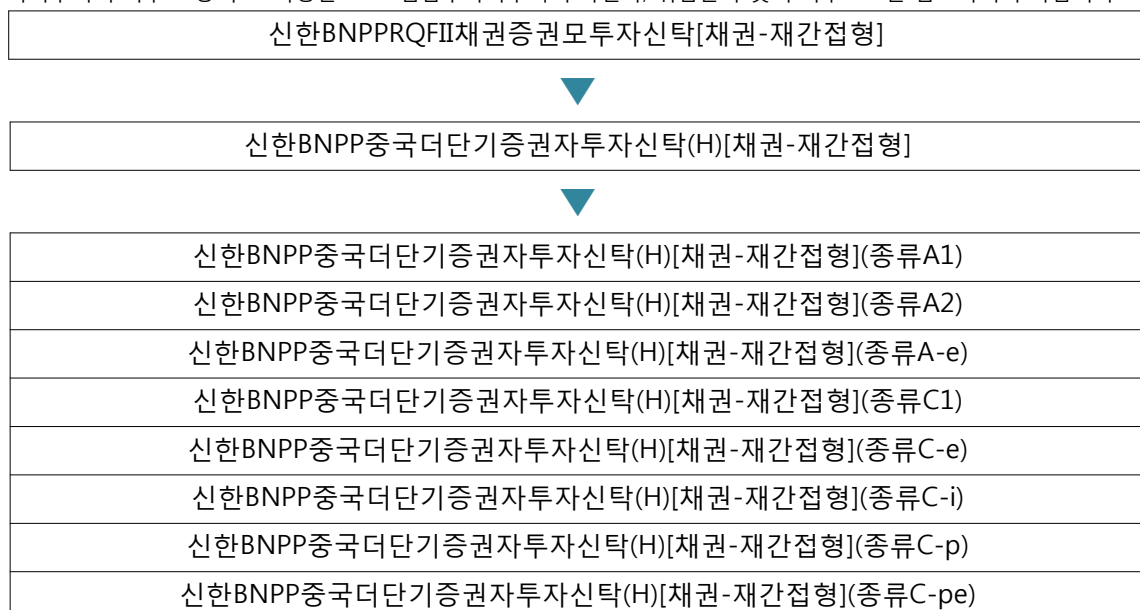 신한BNPPRQFII채권증권모투자신탁[채권-재간접형]
신한BNPP중국더단기증권자투자신탁(H)[채권-재간접형]
신한BNPP중국더단기증권자투자신탁(H)[채권-재간접형](종류A1)
신한BNPP중국더단기증권자투자신탁(H)[채권-재간접형](종류A2)
신한BNPP중국더단기증권자투자신탁(H)[채권-재간접형](종류A-e)
신한BNPP중국더단기증권자투자신탁(H)[채권-재간접형](종류C1)
신한BNPP중국더단기증권자투자신탁(H)[채권-재간접형](종류C-e)
신한BNPP중국더단기증권자투자신탁(H)[채권-재간접형](종류C-i)
신한BNPP중국더단기증권자투자신탁(H)[채권-재간접형](종류C-p)
신한BNPP중국더단기증권자투자신탁(H)[채권-재간접형](종류C-pe)